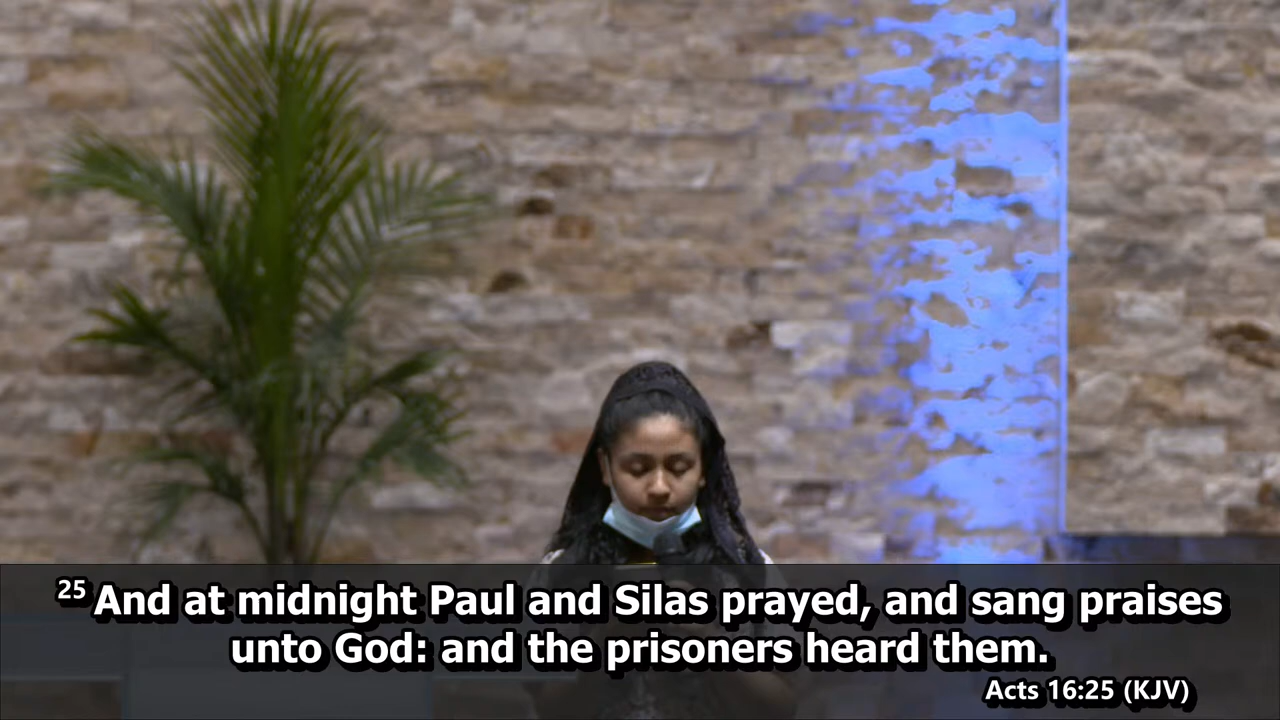 25 And at midnight Paul and Silas prayed, and sang praises
unto God: and the prisoners heard them.
Acts 16:25 (KJV)